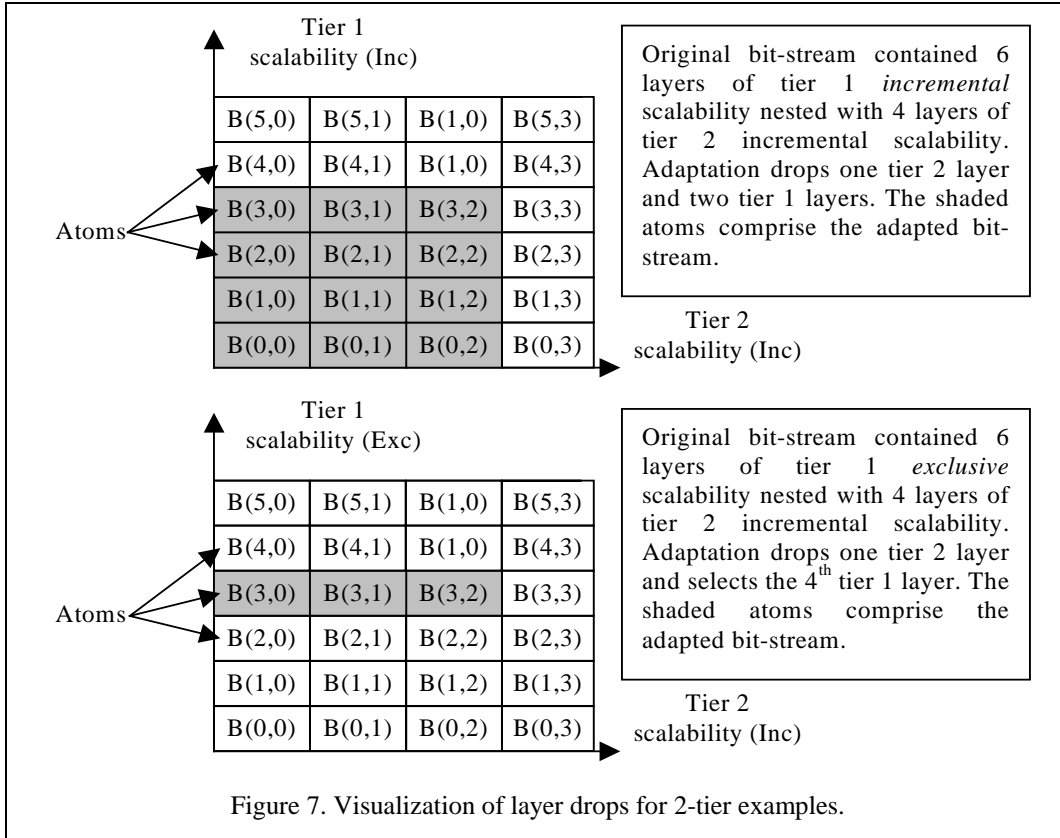 Tier 1
scalability (Inc)
B(5,0) B(5,1) B(1,0) B(5,3)
B(4,0) B(4,1) B(1,0) B(4,3)
B(3,0) B(3,1) B(3,2) B(3,3)
Atoms
B(2,0) B(2,1) B(2,2) B(2,3)
B(1,0) B(1,1) B(1,2) B(1,3)
B(0,0) B(0,1) B(0,2) B(0,3)
Tier 2
scalability (Inc)
Original bit-stream contained 6
layers of tier 1 incremental
scalability nested with 4 layers of
tier 2 incremental scalability.
Adaptation drops one tier 2 layer
and two tier 1 layers. The shaded
atoms comprise the adapted bit-
stream.
Tier 1
scalability (Exc)
B(5,0) B(5,1) B(1,0) B(5,3)
B(4,0) B(4,1) B(1,0) B(4,3)
B(3,0) B(3,1) B(3,2) B(3,3)
Atoms
B(2,0) B(2,1) B(2,2) B(2,3)
B(1,0) B(1,1) B(1,2) B(1,3)
B(0,0) B(0,1) B(0,2) B(0,3)
Tier 2
scalability (Inc)
Original bit-stream contained 6
layers of tier 1 exclusive
scalability nested with 4 layers of
tier 2 incremental scalability.
Adaptation drops one tier 2 layer
and selects the 4th tier 1 layer. The
shaded atoms comprise the
adapted bit-stream.
Figure 7. Visualization of layer drops for 2-tier examples.